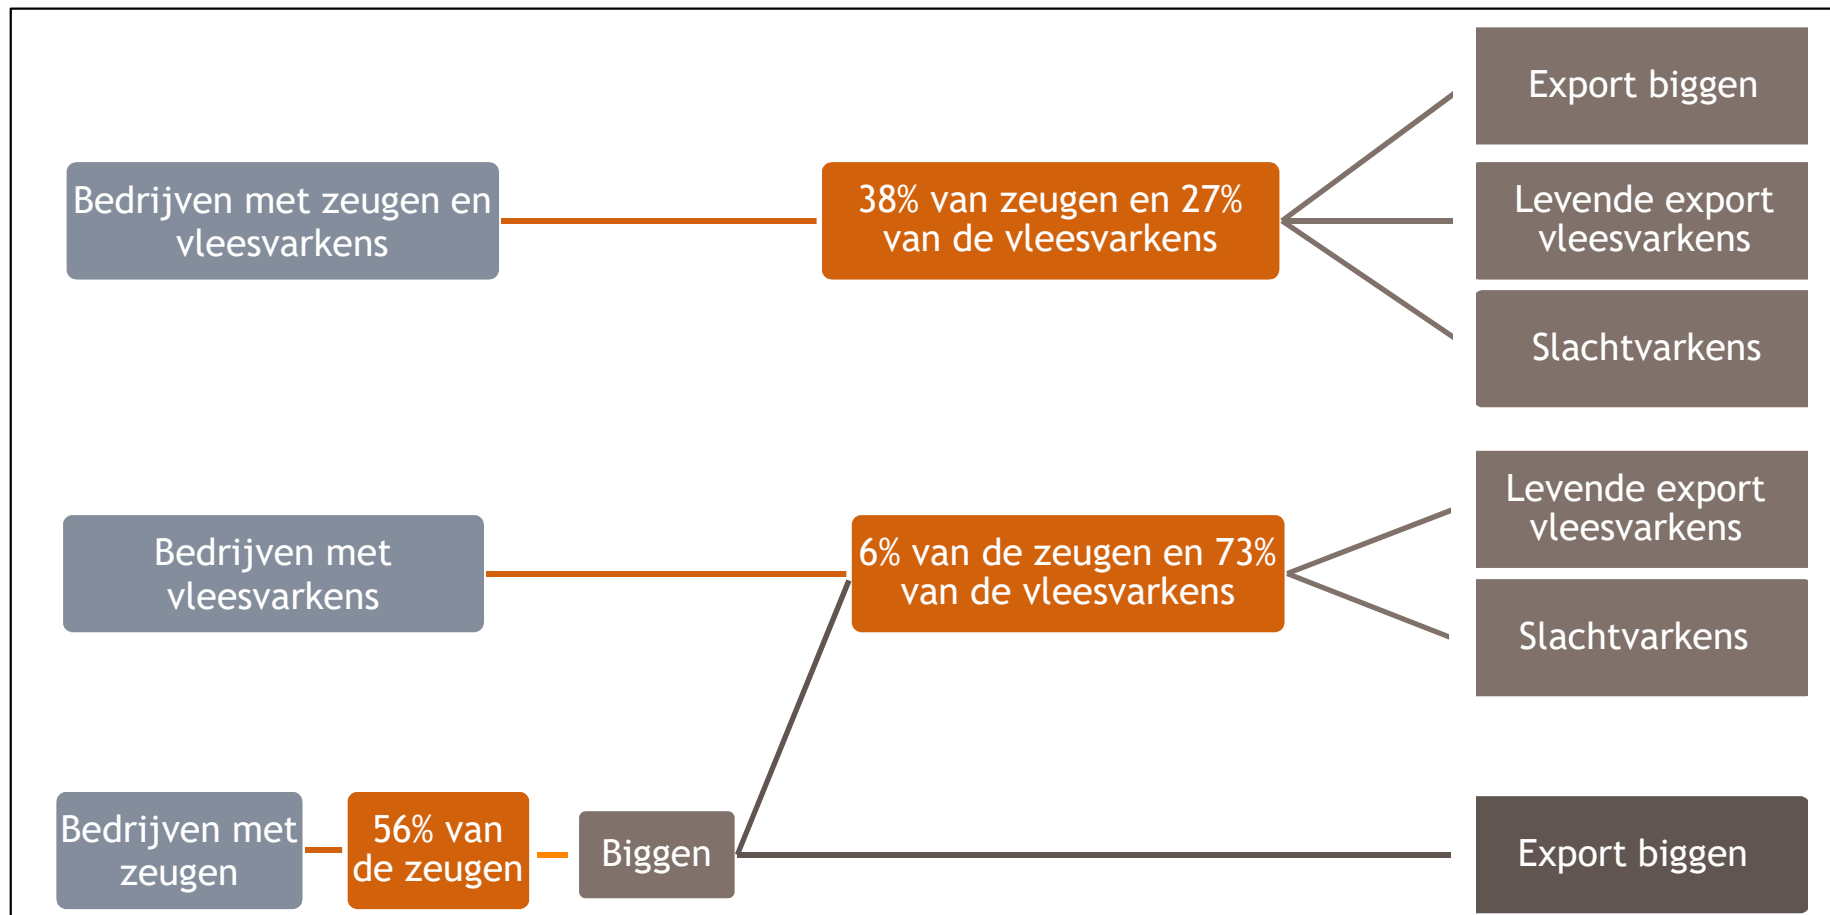 Export biggen
Bedrijven met zeugen en
vleesvarkens
38% van zeugen en 27%
van de vleesvarkens
Levende export
vleesvarkens
Slachtvarkens
Levende export
vleesvarkens
Bedrijven met
vleesvarkens
6% van de zeugen en 73%
van de vleesvarkens
Slachtvarkens
Bedrijven met
zeugen
56% van
de zeugen
Biggen
Export biggen